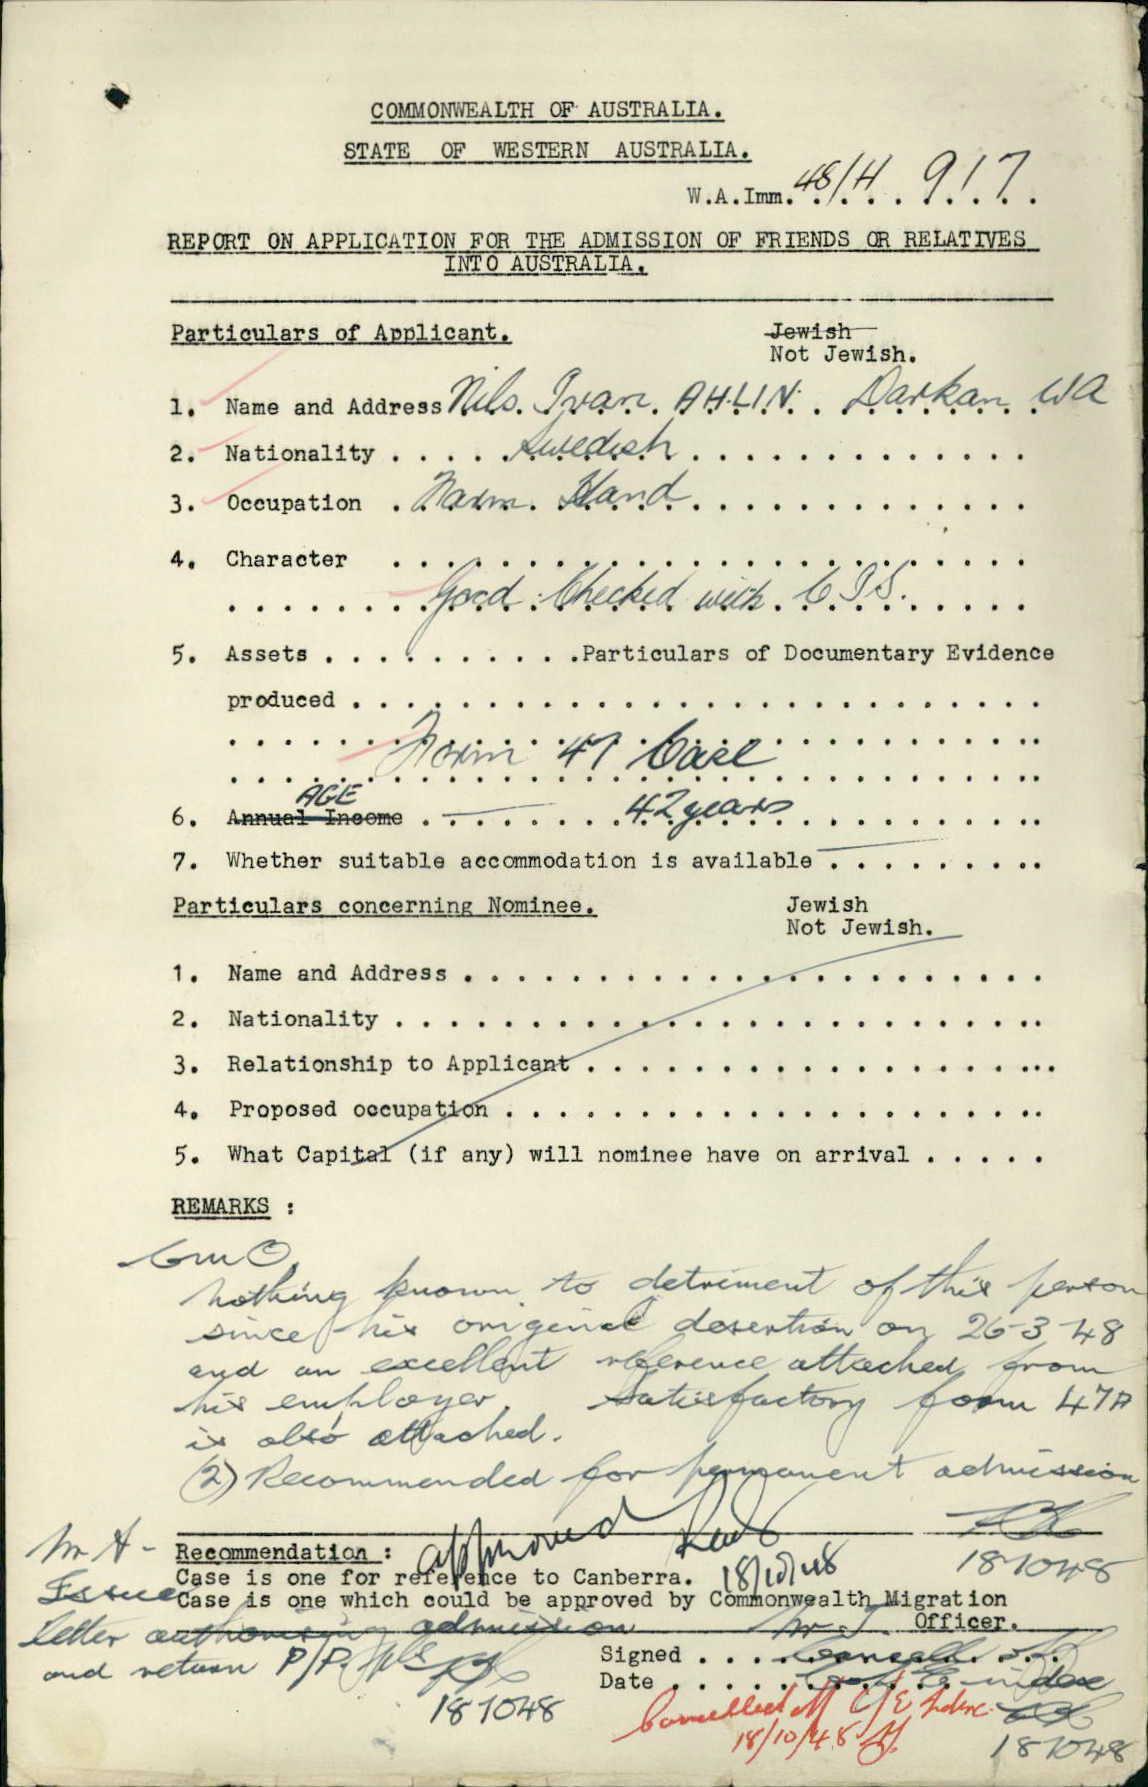 COMMONWEALTH OF AUSTRALIA.
STATE OF WESTERN AUSTRALIA.
W.A.Imm. 48/4 917
REPORT ON APPLICATION FOR THE ADMISSION OF FRIENDS OR RELATIVES
INTO AUSTRALIA.
Particulars of Applicant. Jewish
Not Jewish.
1. Name and Address Nils Ivan AHLIN. Darkan WA
2. Nationality . . . . Swedish
3. Occupation . Farm Hand
4. Character
Good. Checked with C I S.
5. Assets . . . . . . . . . . Particulars of Documentary Evidence
produced
Form 47 Case
AGE
6. Annual Income . 42 years
7. Whether suitable accommodation is available
Particulars concerning Nominee. Jewish
Not Jewish.
1. Name and Address
2. Nationality
3. Relationship to Applicant
4. Proposed occupation
5. What Capital (if any) will nominee have on arrival
REMARKS :
CMO
Nothing known to detriment of this person
since his original desertion on 26-3-48
and an excellent reference attached from
his employer. Satisfactory form 47A
is also attached.
(2) Recommended for permanent admission
approved
18/10/48
181048
Mr H -
Recommendation :
Case is one for reference to Canberra.
Issue
Case is one which could be approved by Commonwealth Migration
Officer.
letter authorising admission
and return P/P.
181048
Signed
Date
index
Cancelled C/E Index
18/10/48
181048